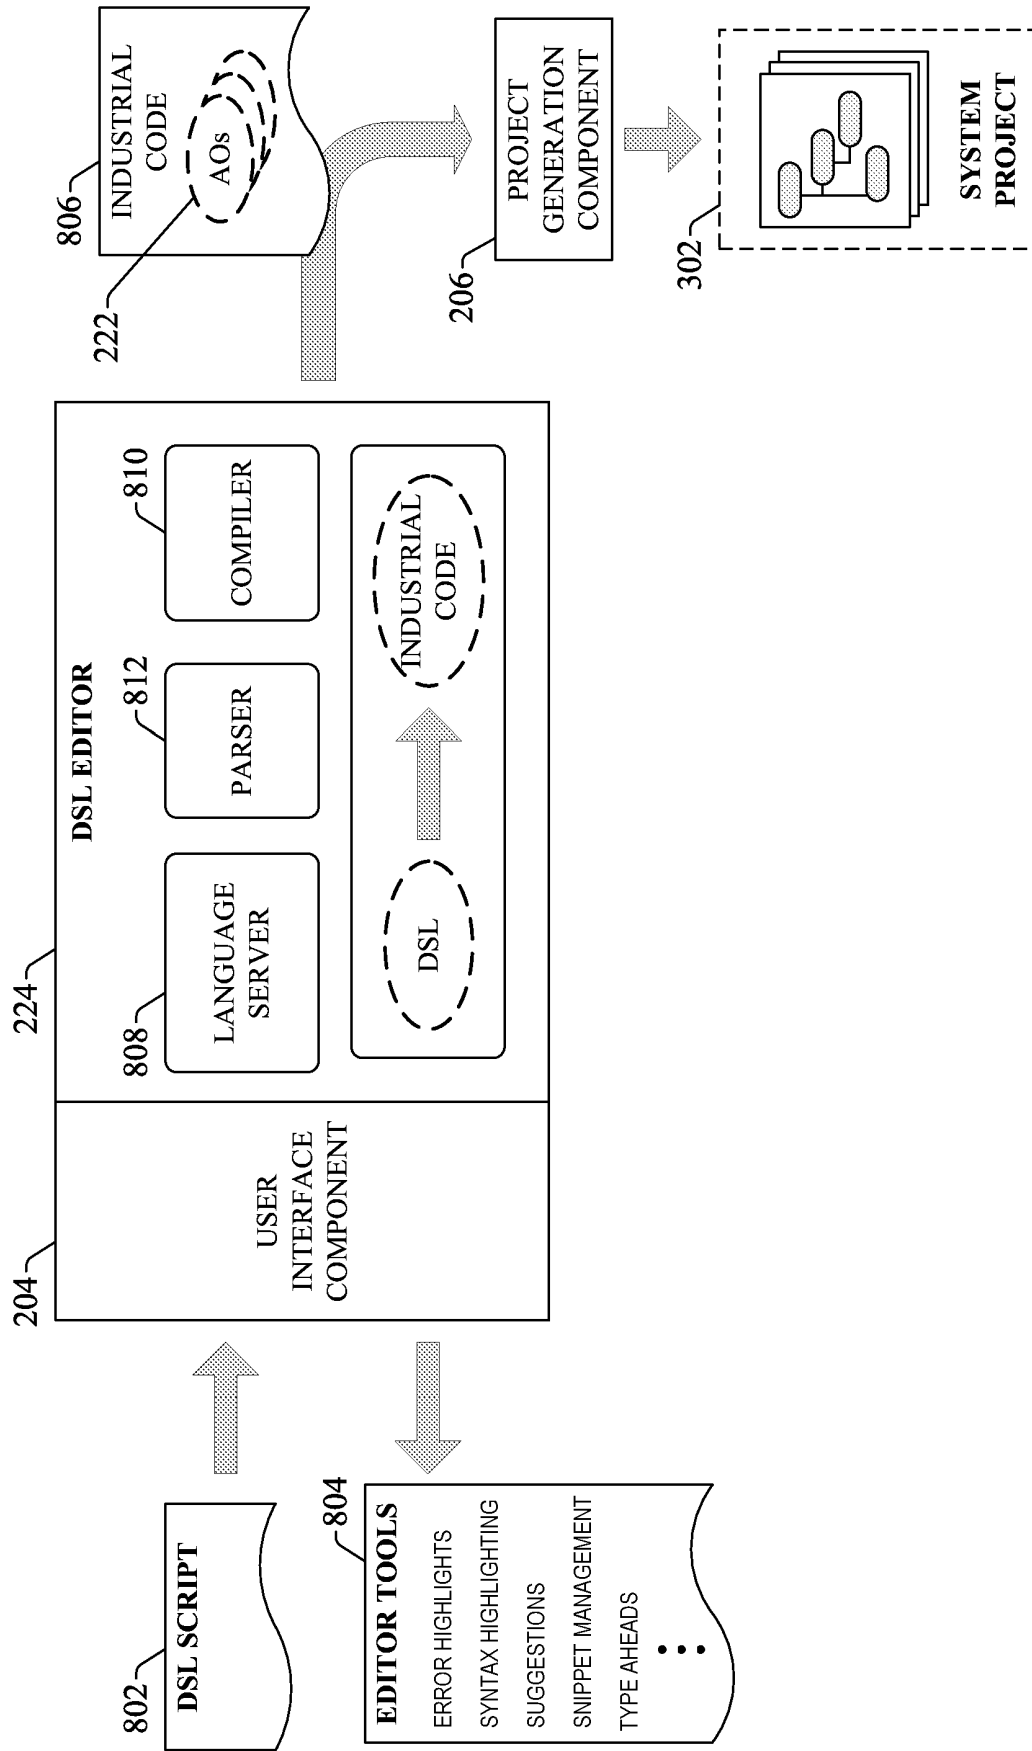 802
DSL SCRIPT
804
EDITOR TOOLS
ERROR HIGHLIGHTS
SYNTAX HIGHLIGHTING
SUGGESTIONS
SNIPPET MANAGEMENT
TYPE AHEADS
204
USER
INTERFACE
COMPONENT
224
DSL EDITOR
808
LANGUAGE
SERVER
812
PARSER
810
COMPILER
DSL
INDUSTRIAL
CODE
806
INDUSTRIAL
CODE
AOs
222
206
PROJECT
GENERATION
COMPONENT
302
SYSTEM
PROJECT